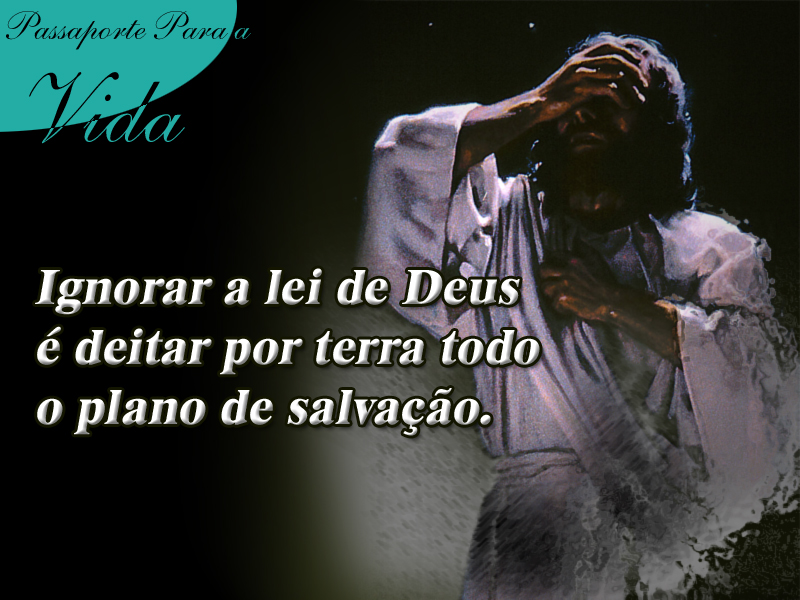 Passaporte Para a
Vida
Ignorar a lei de Deus
é deitar por terra todo
o plano de salvação.